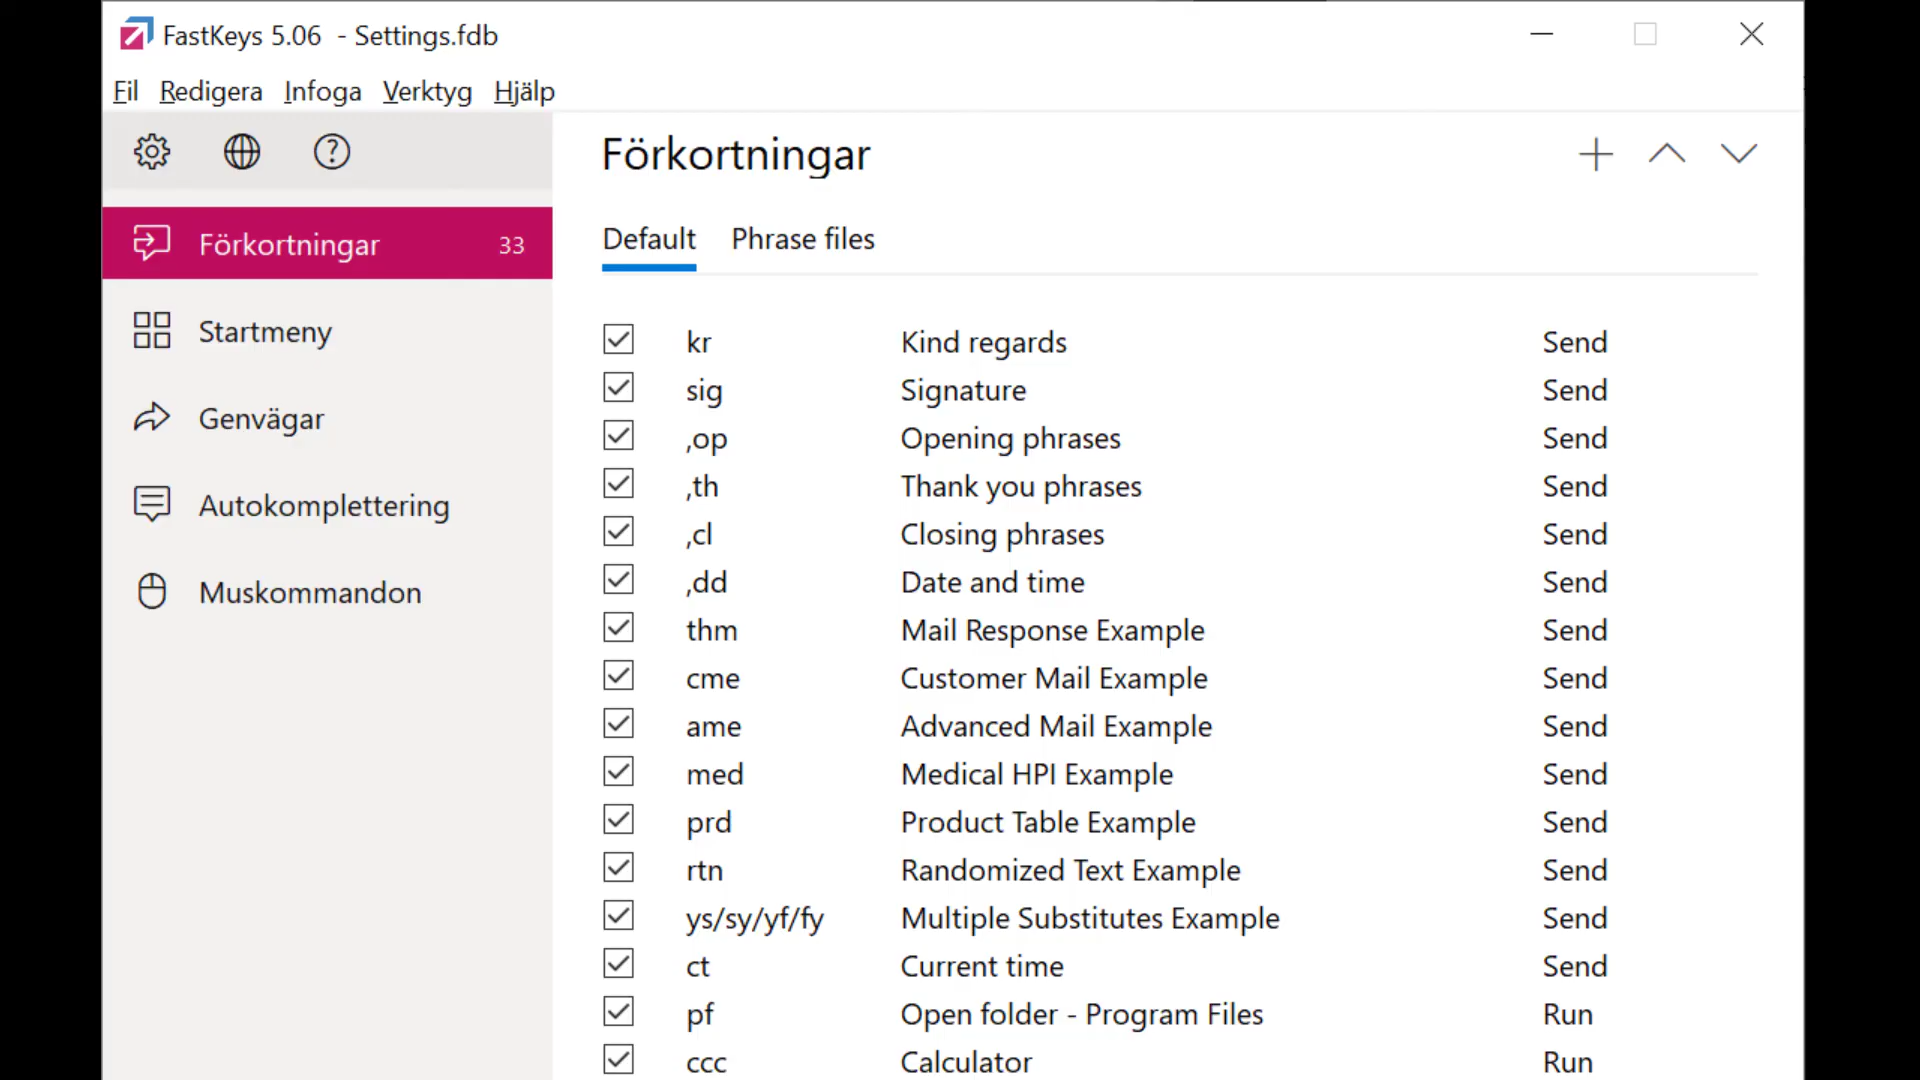 FastKeys 5.06 - Settings.fdb
Fil Redigera Infoga Verktyg Hjälp
Förkortningar 33
Startmeny
Genvägar
Autokomplettering
Muskommandon
Förkortningar
Default Phrase files
kr Kind regards Send
sig Signature Send
,op Opening phrases Send
,th Thank you phrases Send
,cl Closing phrases Send
,dd Date and time Send
thm Mail Response Example Send
cme Customer Mail Example Send
ame Advanced Mail Example Send
med Medical HPI Example Send
prd Product Table Example Send
rtn Randomized Text Example Send
ys/sy/yf/fy Multiple Substitutes Example Send
ct Current time Send
pf Open folder - Program Files Run
ccc Calculator Run